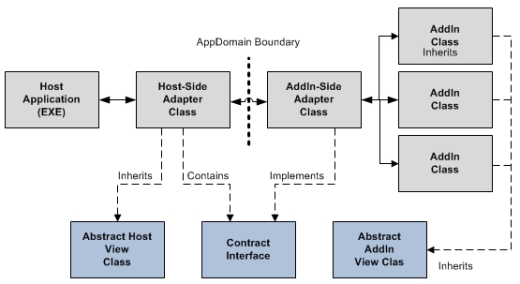 AppDomain Boundary
AddIn
Class
Inherits
Host
Application
(EXE)
Host-Side
Adapter
Class
AddIn-Side
Adapter
Class
AddIn
Class
AddIn
Class
Inherits
Contains
Implements
Abstract Host
View
Class
Contract
Interface
Abstract
AddIn
View Clas
Inherits